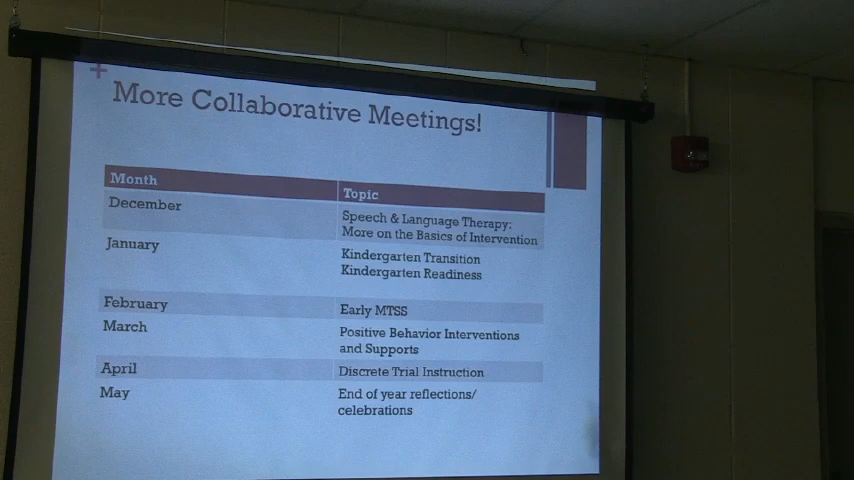 +
More Collaborative Meetings!
Month
Topic
December
Speech & Language Therapy:
More on the Basics of Intervention
January
Kindergarten Transition
Kindergarten Readiness
February
Early MTSS
March
Positive Behavior Interventions
and Supports
April
Discrete Trial Instruction
May
End of year reflections/
celebrations